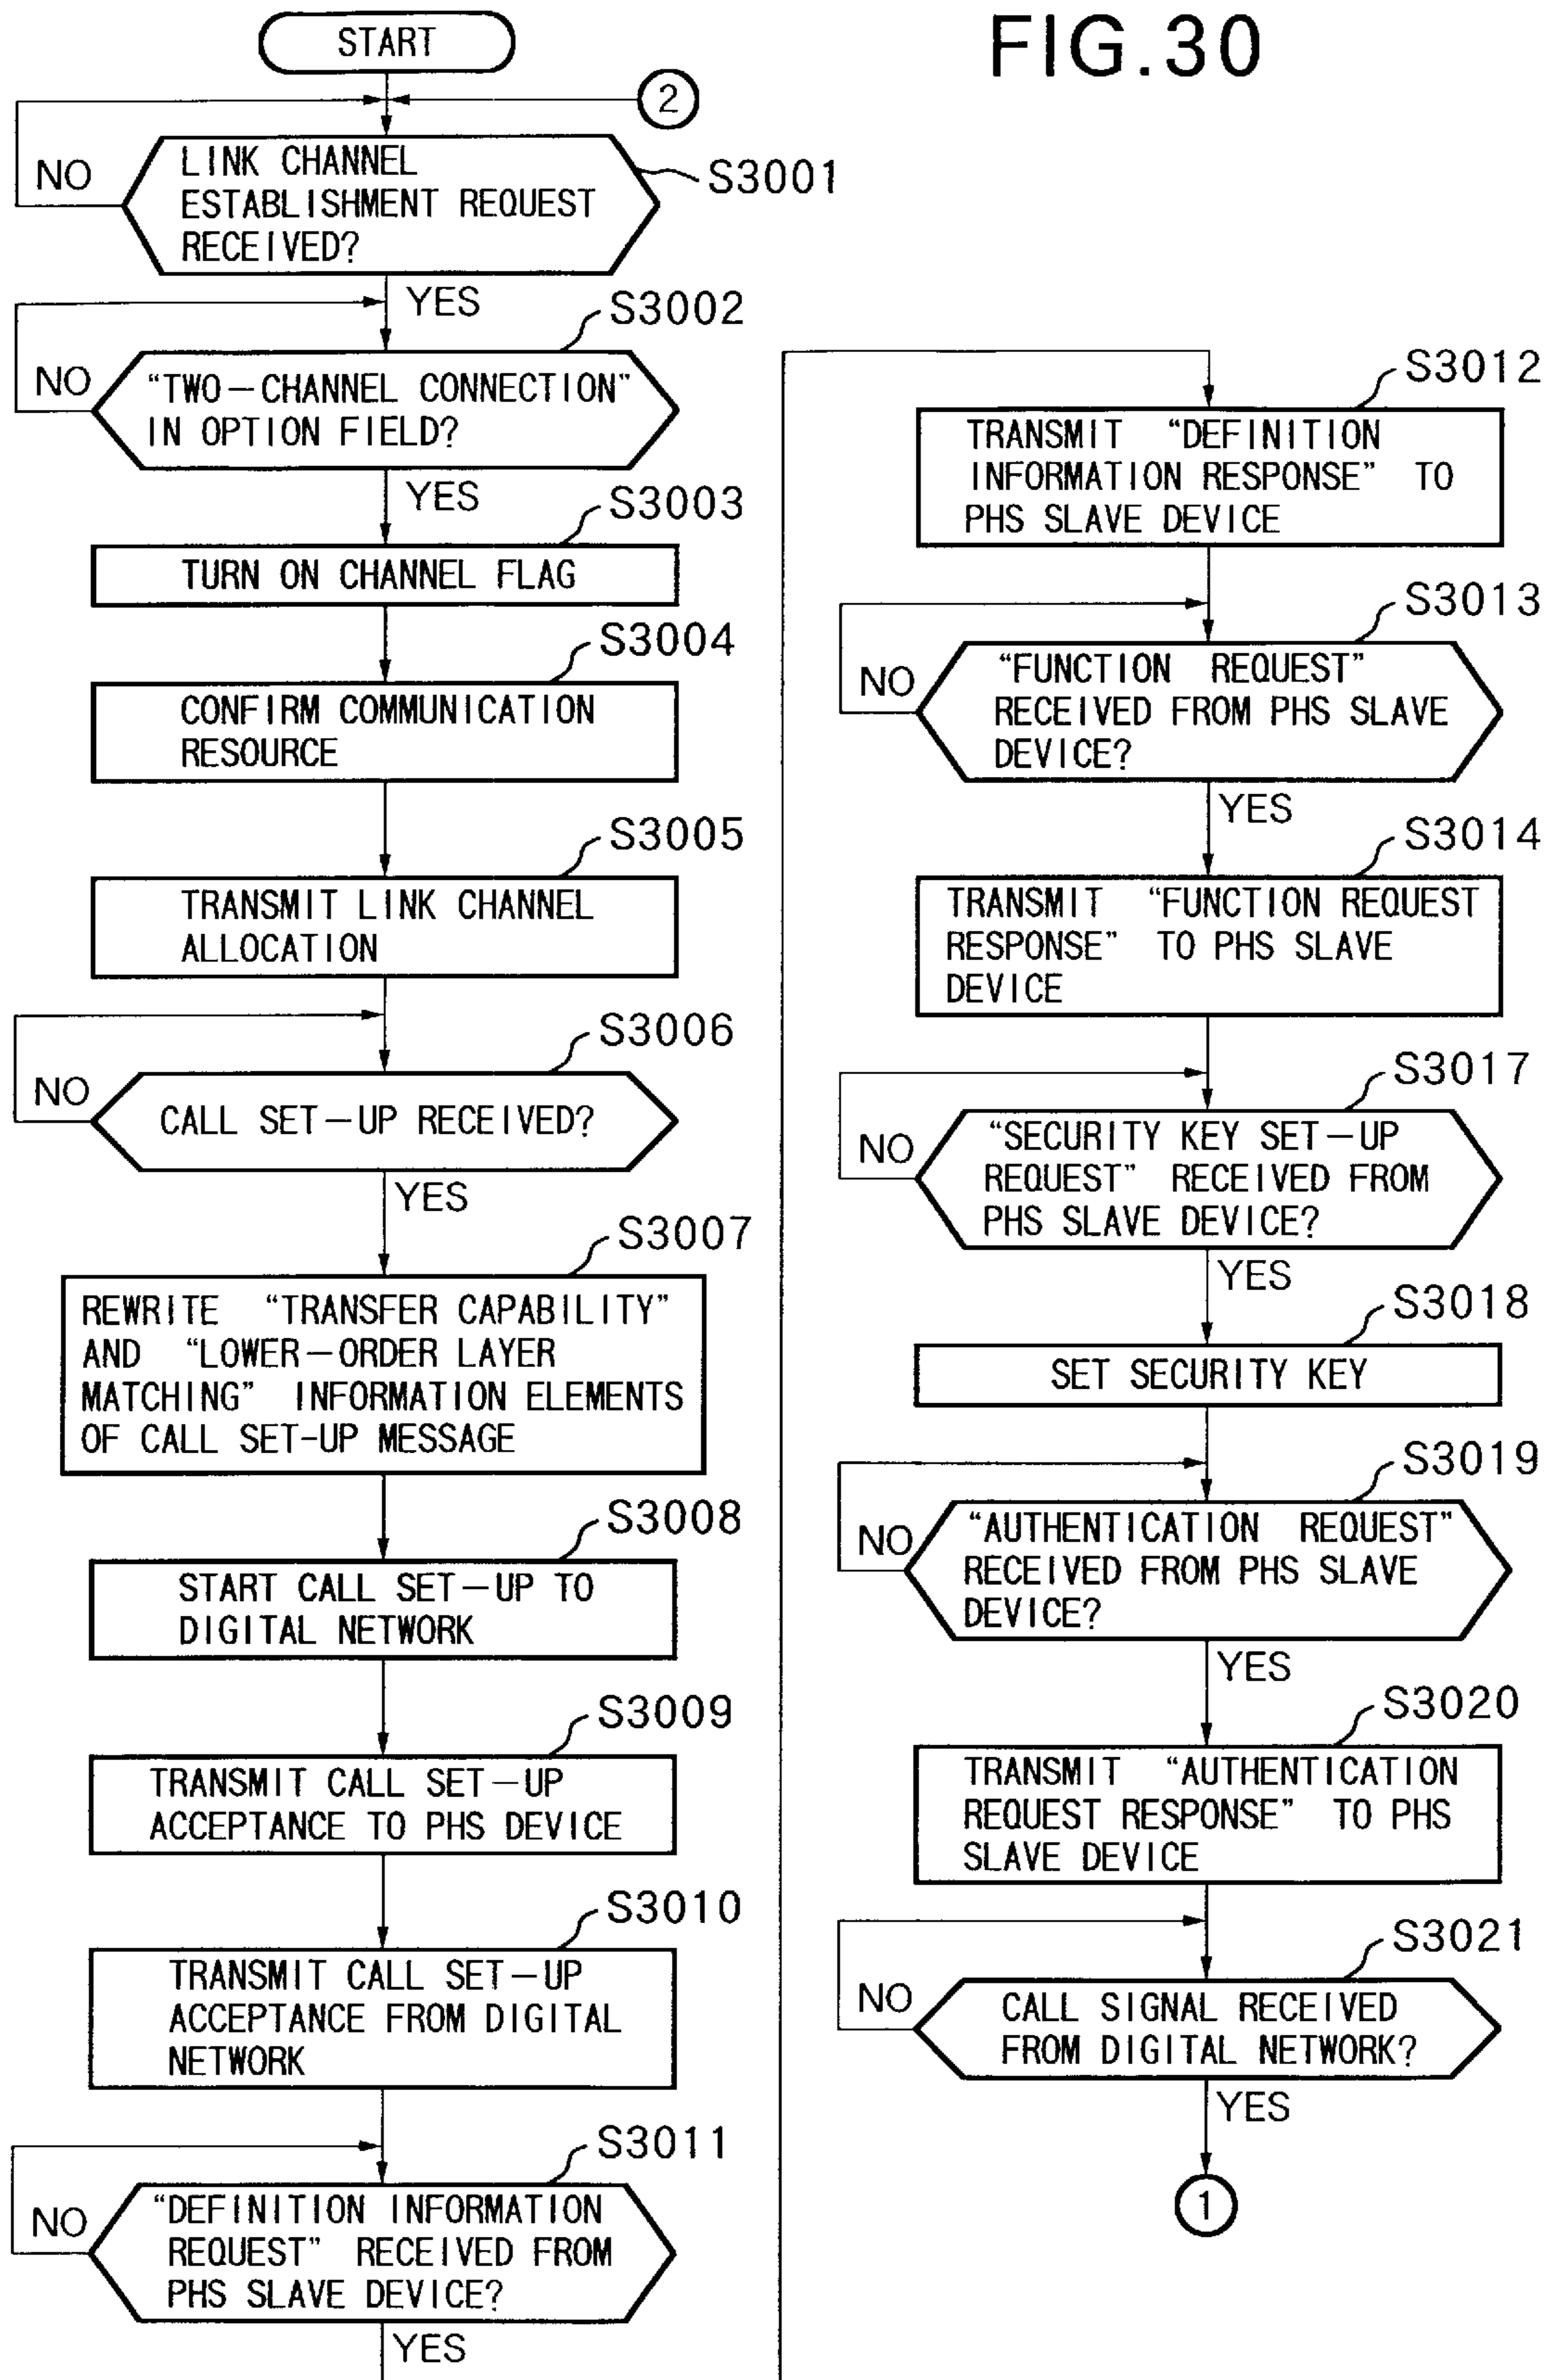 FIG.30
START
2
NO
LINK CHANNEL
ESTABLISHMENT REQUEST
RECEIVED?
S3001
YES
S3002
NO
“TWO-CHANNEL CONNECTION”
IN OPTION FIELD?
YES
S3003
TURN ON CHANNEL FLAG
S3004
CONFIRM COMMUNICATION
RESOURCE
S3005
TRANSMIT LINK CHANNEL
ALLOCATION
S3006
NO
CALL SET-UP RECEIVED?
YES
S3007
REWRITE “TRANSFER CAPABILITY”
AND “LOWER-ORDER LAYER
MATCHING” INFORMATION ELEMENTS
OF CALL SET-UP MESSAGE
S3008
START CALL SET-UP TO
DIGITAL NETWORK
S3009
TRANSMIT CALL SET-UP
ACCEPTANCE TO PHS DEVICE
S3010
TRANSMIT CALL SET-UP
ACCEPTANCE FROM DIGITAL
NETWORK
S3011
NO
“DEFINITION INFORMATION
REQUEST” RECEIVED FROM
PHS SLAVE DEVICE?
YES
S3012
TRANSMIT “DEFINITION
INFORMATION RESPONSE” TO
PHS SLAVE DEVICE
S3013
NO
“FUNCTION REQUEST”
RECEIVED FROM PHS SLAVE
DEVICE?
YES
S3014
TRANSMIT “FUNCTION REQUEST
RESPONSE” TO PHS SLAVE
DEVICE
S3017
NO
“SECURITY KEY SET-UP
REQUEST” RECEIVED FROM
PHS SLAVE DEVICE?
YES
S3018
SET SECURITY KEY
S3019
NO
“AUTHENTICATION REQUEST”
RECEIVED FROM PHS SLAVE
DEVICE?
YES
S3020
TRANSMIT “AUTHENTICATION
REQUEST RESPONSE” TO PHS
SLAVE DEVICE
S3021
NO
CALL SIGNAL RECEIVED
FROM DIGITAL NETWORK?
YES
1